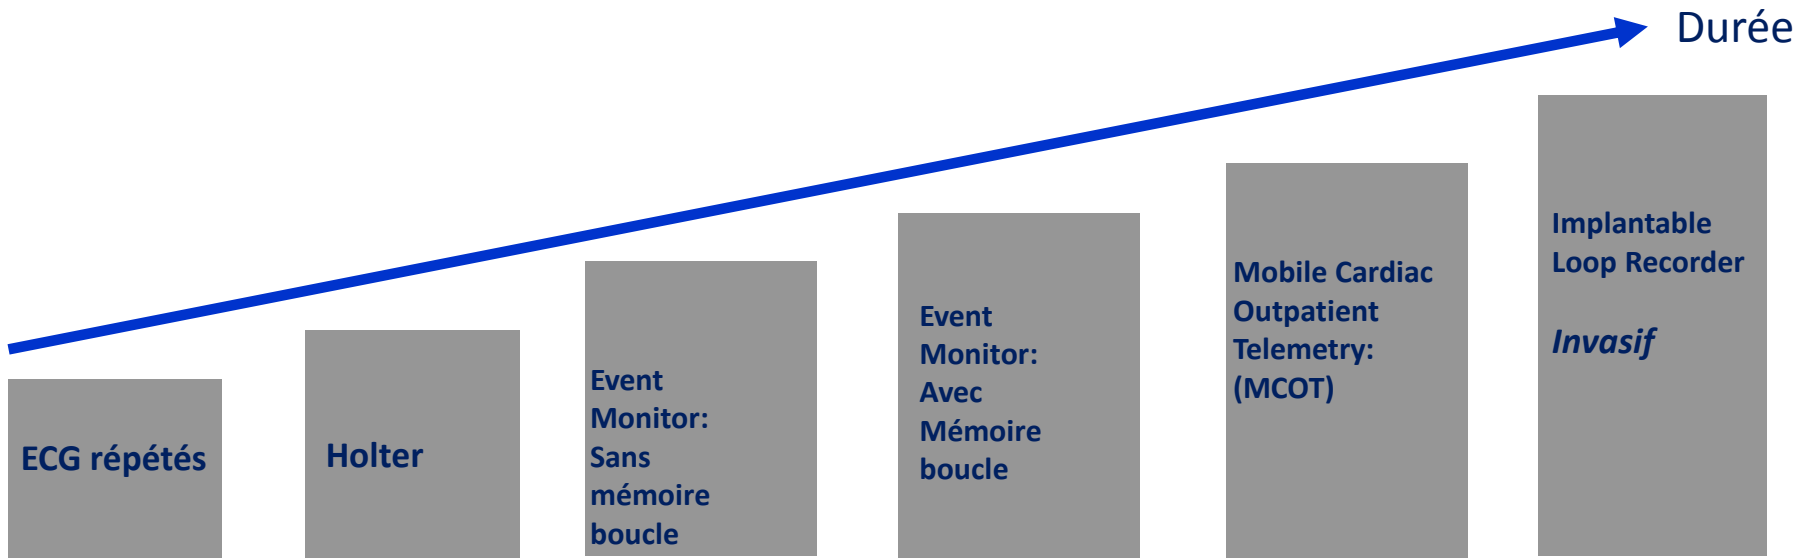 Durée
ECG répétés
Holter
Event
Monitor:
Sans
mémoire
boucle
Event
Monitor:
Avec
Mémoire
boucle
Mobile Cardiac
Outpatient
Telemetry:
(MCOT)
Implantable
Loop Recorder
Invasif